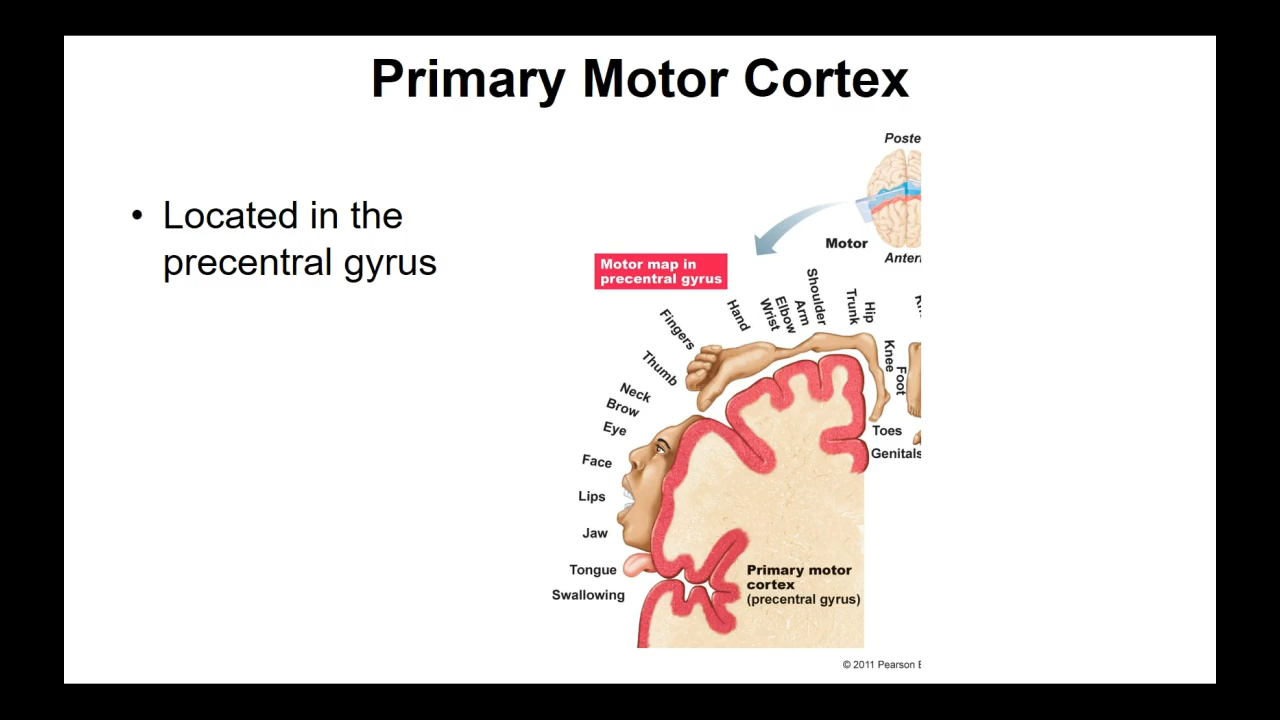 Primary Motor Cortex
• Located in the
precentral gyrus
Poste
Motor
Anter
Motor map in
precentral gyrus
Swallowing
Tongue
Jaw
Lips
Face
Eye
Brow
Neck
Thumb
Fingers
Hand
Wrist
Elbow
Arm
Shoulder
Trunk
Hip
Knee
Foot
Toes
Genitals
Primary motor
cortex
(precentral gyrus)
© 2011 Pearson E